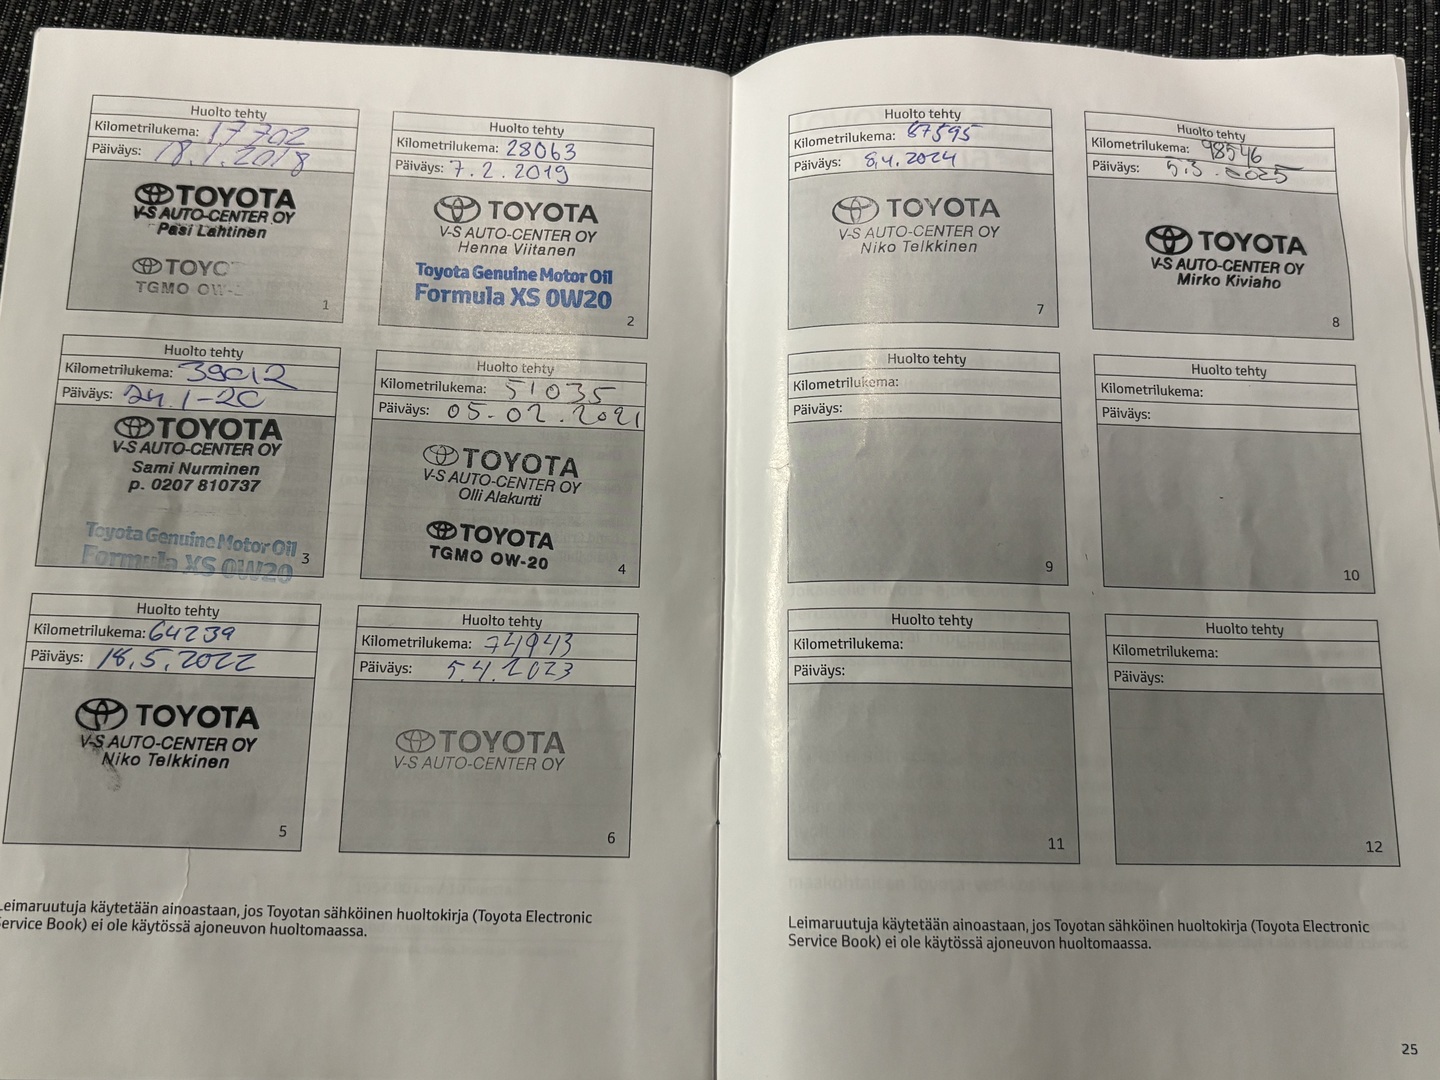 Huolto tehty
Kilometrilukema: 17702
Päiväys: 18.1.2018
TOYOTA
V-S AUTO-CENTER OY
Pasi Lahtinen
TOYO
TGMO 0W-
1
Huolto tehty
Kilometrilukema: 28063
Päiväys: 7.2.2019
TOYOTA
V-S AUTO-CENTER OY
Henna Viitanen
Toyota Genuine Motor Oil
Formula XS 0W20
2
Huolto tehty
Kilometrilukema: 39012
Päiväys: 24.1-20
TOYOTA
V-S AUTO-CENTER OY
Sami Nurminen
p. 0207 810737
Toyota Genuine Motor Oil
Formula XS 0W20
3
Huolto tehty
Kilometrilukema: 51035
Päiväys: 05-02.2021
TOYOTA
V-S AUTO-CENTER OY
Olli Alakurtti
TOYOTA
TGMO 0W-20
4
Huolto tehty
Kilometrilukema: 64239
Päiväys: 18.5.2022
TOYOTA
V-S AUTO-CENTER OY
Niko Telkkinen
5
Huolto tehty
Kilometrilukema: 74943
Päiväys: 5.4.2023
TOYOTA
V-S AUTO-CENTER OY
6
Leimaruutuja käytetään ainoastaan, jos Toyotan sähköinen huoltokirja (Toyota Electronic
Service Book) ei ole käytössä ajoneuvon huoltomaassa.
Huolto tehty
Kilometrilukema: 87595
Päiväys: 8.4.2024
TOYOTA
V-S AUTO-CENTER OY
Niko Telkkinen
7
Huolto tehty
Kilometrilukema: 98546
Päiväys: 5.3.2025
TOYOTA
V-S AUTO-CENTER OY
Mirko Kiviaho
8
Huolto tehty
Kilometrilukema:
Päiväys:
9
Huolto tehty
Kilometrilukema:
Päiväys:
10
Huolto tehty
Kilometrilukema:
Päiväys:
11
Huolto tehty
Kilometrilukema:
Päiväys:
12
Leimaruutuja käytetään ainoastaan, jos Toyotan sähköinen huoltokirja (Toyota Electronic
Service Book) ei ole käytössä ajoneuvon huoltomaassa.
25